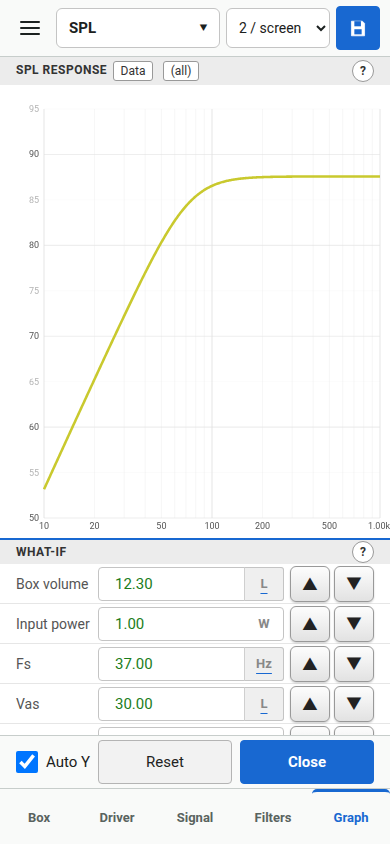 SPL ▼ 2 / screen
SPL RESPONSE Data (all) ?
95
90
85
80
75
70
65
60
55
50
10 20 50 100 200 500 1.00k
WHAT-IF ?
Box volume 12.30 L ▲ ▼
Input power 1.00 W ▲ ▼
Fs 37.00 Hz ▲ ▼
Vas 30.00 L ▲ ▼
Auto Y Reset Close
Box Driver Signal Filters Graph